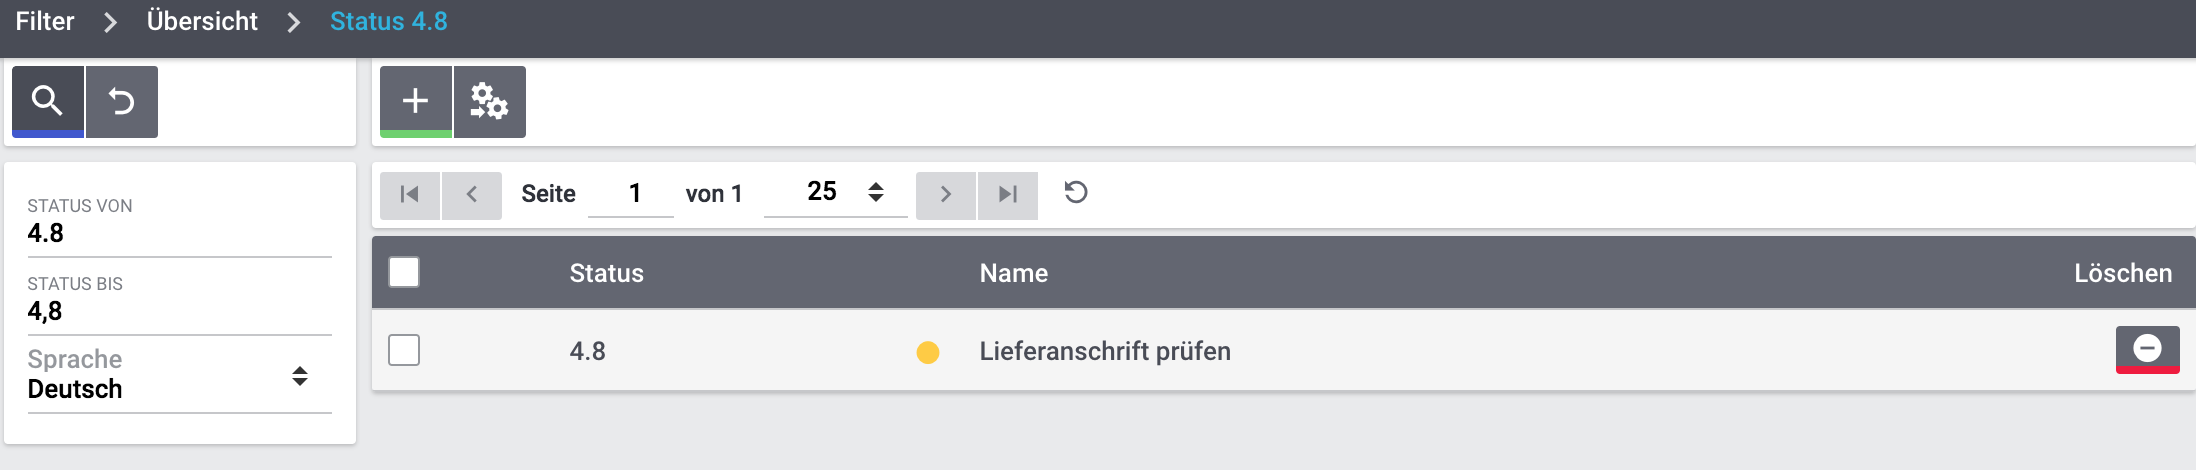 Filter > Übersicht > Status 4.8
STATUS VON
4.8
STATUS BIS
4,8
Sprache
Deutsch
Seite 1 von 1 25
Status Name Löschen
4.8 Lieferanschrift prüfen